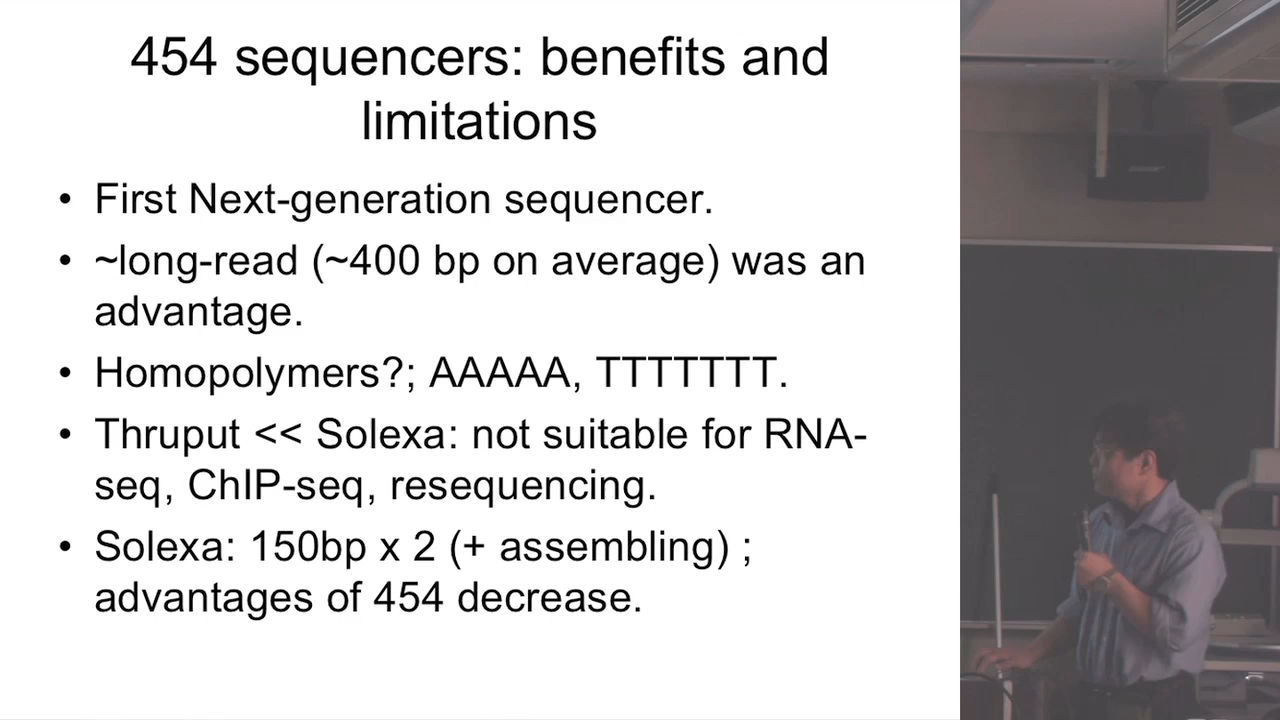 454 sequencers: benefits and
limitations
• First Next-generation sequencer.
• ~long-read (~400 bp on average) was an
advantage.
• Homopolymers?; AAAAA, TTTTTTT.
• Thruput << Solexa: not suitable for RNA-
seq, ChIP-seq, resequencing.
• Solexa: 150bp x 2 (+ assembling) ;
advantages of 454 decrease.